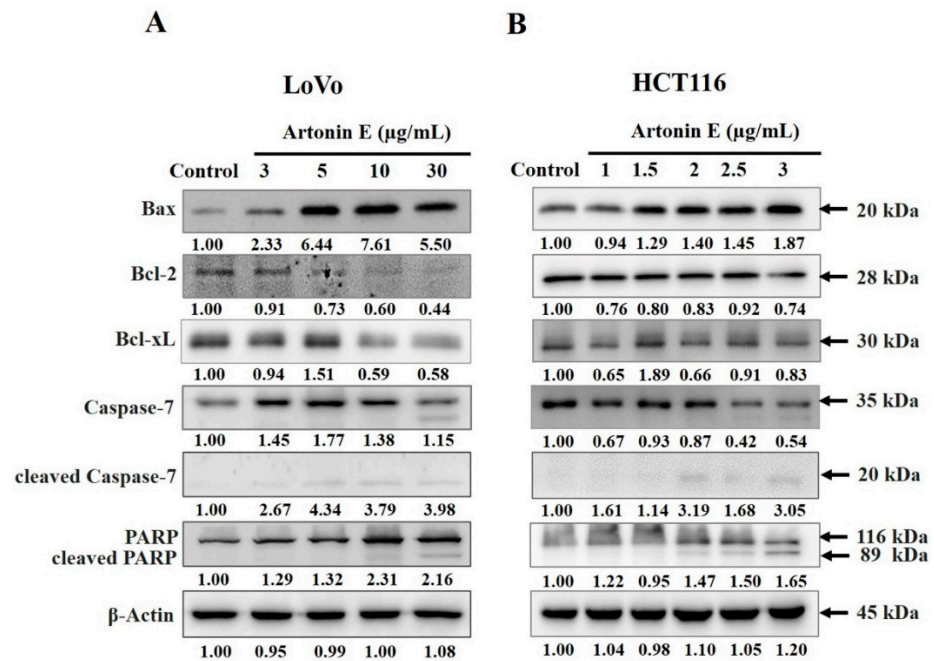 A B
LoVo HCT116
Artonin E (μg/mL) Artonin E (μg/mL)
Control 3 5 10 30 Control 1 1.5 2 2.5 3
Bax 20 kDa
1.00 2.33 6.44 7.61 5.50 1.00 0.94 1.29 1.40 1.45 1.87
Bcl-2 28 kDa
1.00 0.91 0.73 0.60 0.44 1.00 0.76 0.80 0.83 0.92 0.74
Bcl-xL 30 kDa
1.00 0.94 1.51 0.59 0.58 1.00 0.65 1.89 0.66 0.91 0.83
Caspase-7 35 kDa
1.00 1.45 1.77 1.38 1.15 1.00 0.67 0.93 0.87 0.42 0.54
cleaved Caspase-7 20 kDa
1.00 2.67 4.34 3.79 3.98 1.00 1.61 1.14 3.19 1.68 3.05
PARP 116 kDa
cleaved PARP 89 kDa
1.00 1.29 1.32 2.31 2.16 1.00 1.22 0.95 1.47 1.50 1.65
β-Actin 45 kDa
1.00 0.95 0.99 1.00 1.08 1.00 1.04 0.98 1.10 1.05 1.20